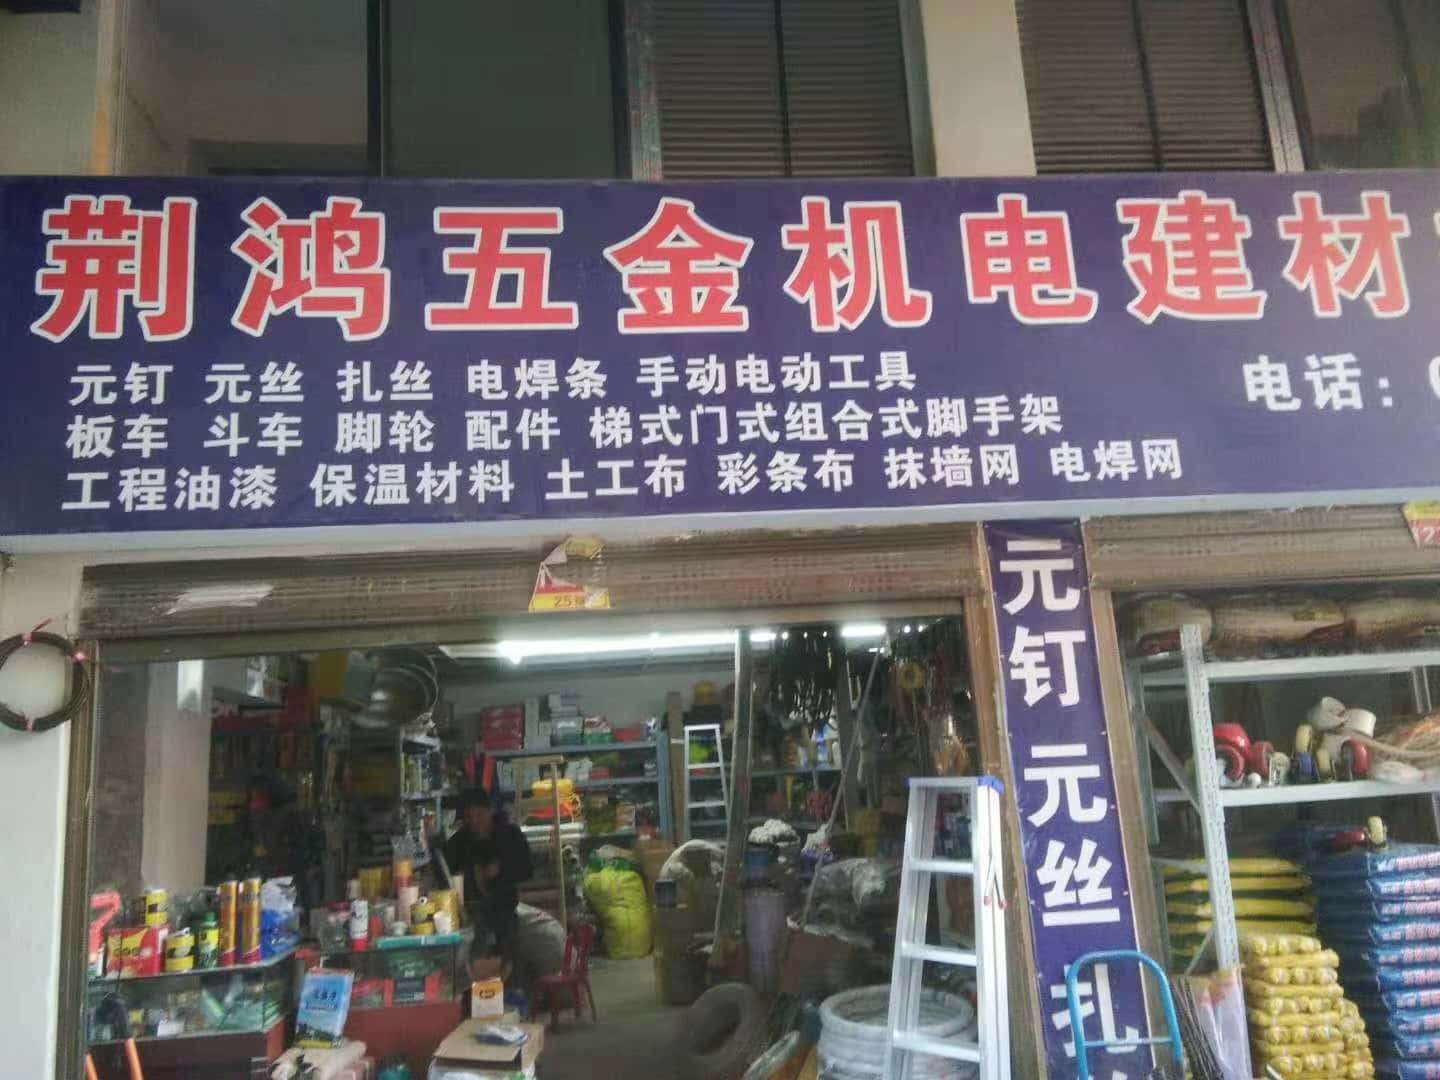 荆鸿五金机电建材
元钉 元丝 扎丝 电焊条 手动电动工具
板车 斗车 脚轮 配件 梯式门式组合式脚手架
工程油漆 保温材料 土工布 彩条布 抹墙网 电焊网
电话：
元钉 元丝 扎
25